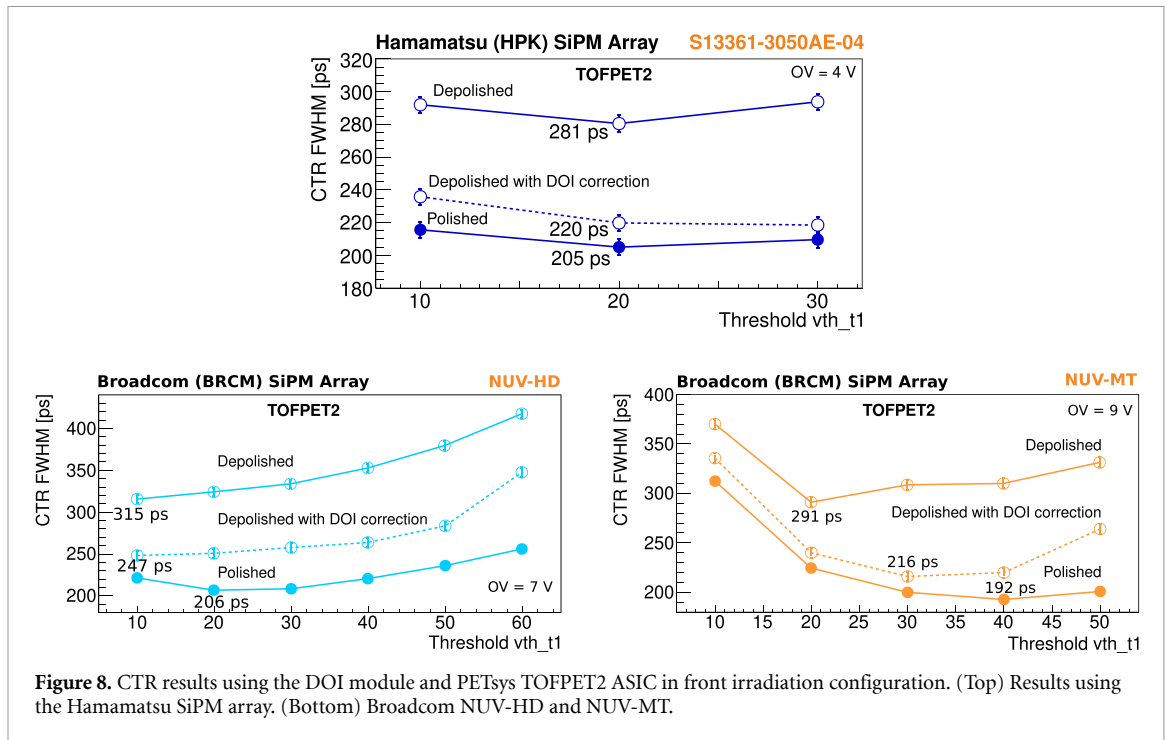 Hamamatsu (HPK) SiPM Array S13361-3050AE-04
CTR FWHM [ps]
TOFPET2
OV = 4 V
320
300
280
260
240
220
200
180
Depolished
281 ps
Depolished with DOI correction
220 ps
Polished
205 ps
10 20 30
Threshold vth_t1
Broadcom (BRCM) SiPM Array NUV-HD
CTR FWHM [ps]
TOFPET2
400
350
300
250
200
Depolished
315 ps
Depolished with DOI correction
247 ps
Polished
206 ps
OV = 7 V
10 20 30 40 50 60
Threshold vth_t1
Broadcom (BRCM) SiPM Array NUV-MT
CTR FWHM [ps]
TOFPET2
OV = 9 V
400
350
300
250
200
Depolished
291 ps
Depolished with DOI correction
216 ps
Polished
192 ps
10 15 20 25 30 35 40 45 50
Threshold vth_t1
Figure 8. CTR results using the DOI module and PETsys TOFPET2 ASIC in front irradiation configuration. (Top) Results using
the Hamamatsu SiPM array. (Bottom) Broadcom NUV-HD and NUV-MT.